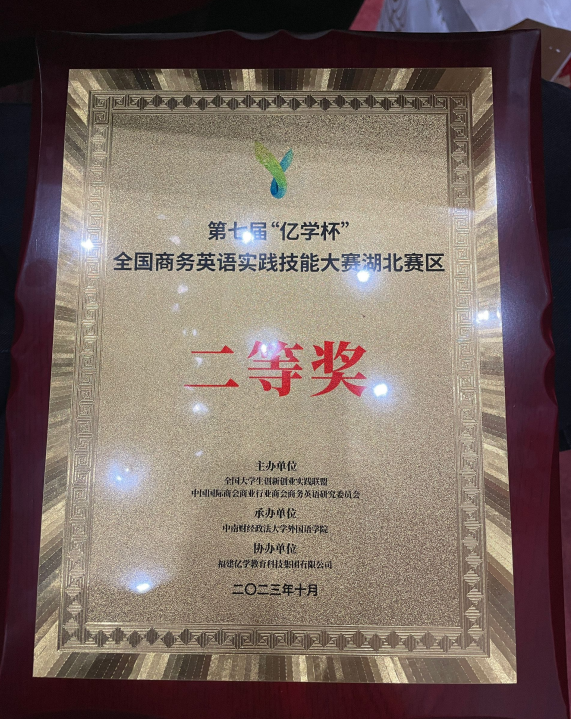 第七届“亿学杯”
全国商务英语实践技能大赛湖北赛区
二等奖
主办单位
全国大学生创新创业实践联盟
中国国际商会商业行业商会商务英语研究委员会
承办单位
中南财经政法大学外国语学院
协办单位
福建亿学教育科技集团有限公司
二〇二三年十月